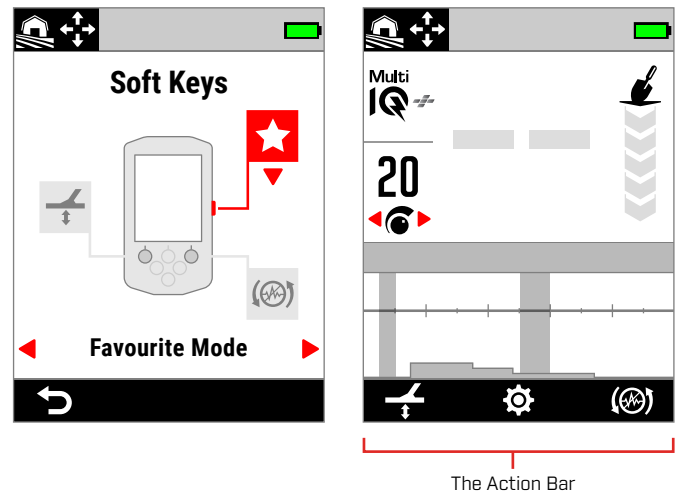 Soft Keys
Favourite Mode
Multi
IQ
20
The Action Bar